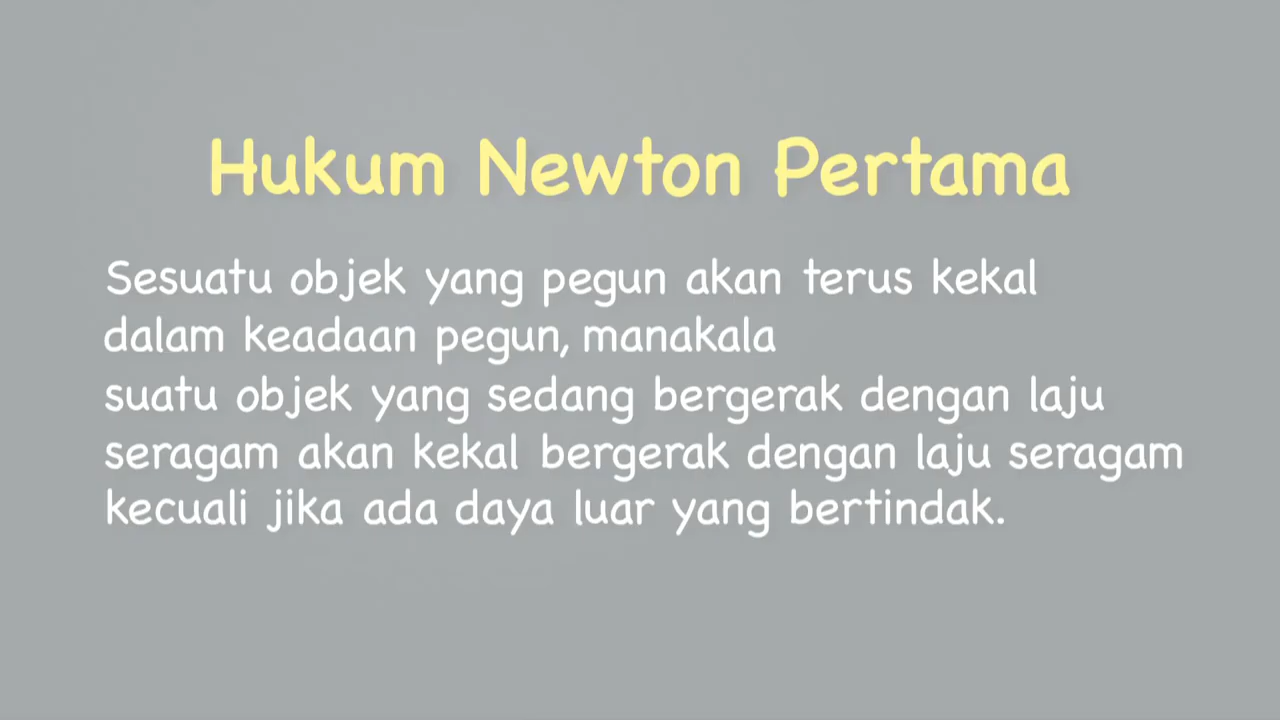 Hukum Newton Pertama
Sesuatu objek yang pegun akan terus kekal
dalam keadaan pegun, manakala
suatu objek yang sedang bergerak dengan laju
seragam akan kekal bergerak dengan laju seragam
kecuali jika ada daya luar yang bertindak.